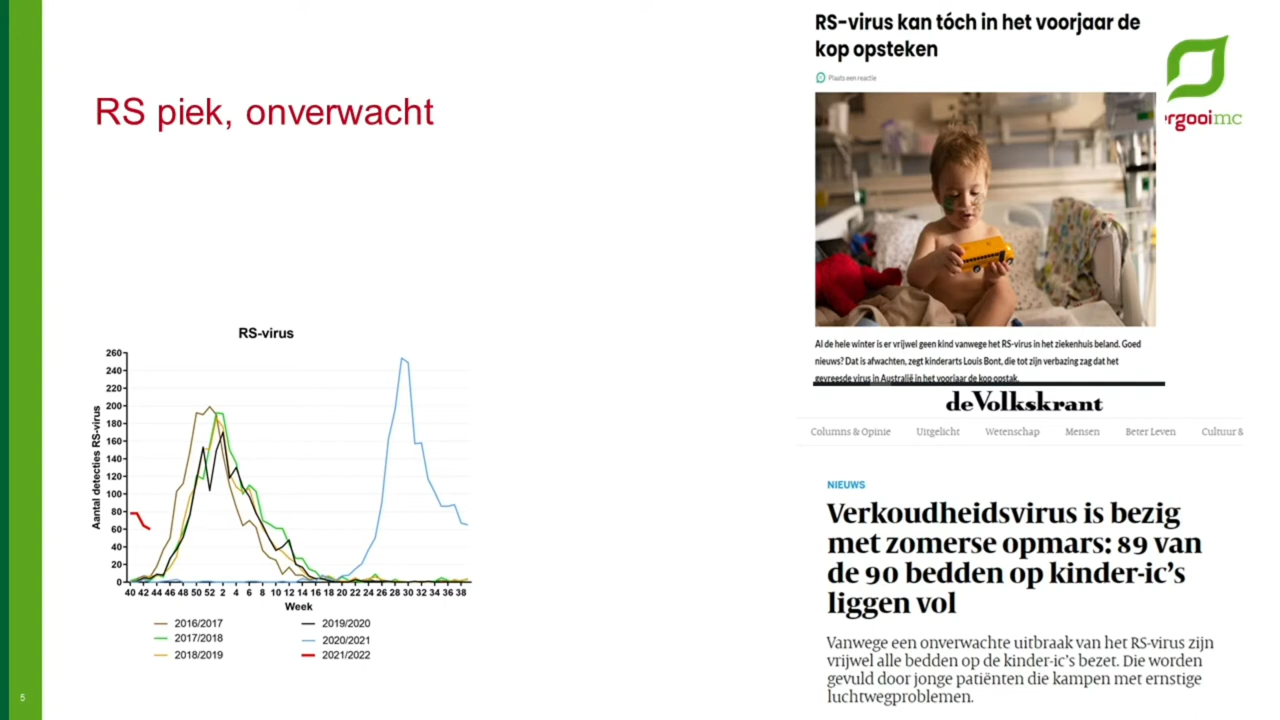 RS piek, onverwacht
RS-virus kan tóch in het voorjaar de
kop opsteken
Plaats een reactie
ergooimc
Al de hele winter is er vrijwel geen kind vanwege het RS-virus in het ziekenhuis beland. Goed
nieuws? Dat is afwachten, zegt kinderarts Louis Bont, die tot zijn verbazing zag dat het
gevreesde virus in Australië in het voorjaar de kop opstak.
deVolkskrant
Columns & Opinie Uitgelicht Wetenschap Mensen Beter Leven Cultuur &
NIEUWS
Verkoudheidsvirus is bezig
met zomerse opmars: 89 van
de 90 bedden op kinder-ic’s
liggen vol
Vanwege een onverwachte uitbraak van het RS-virus zijn
vrijwel alle bedden op de kinder-ic’s bezet. Die worden
gevuld door jonge patiënten die kampen met ernstige
luchtwegproblemen.
RS-virus
Aantal detecties RS-virus
260
240
220
200
180
160
140
120
100
80
60
40
20
0
40 42 44 46 48 50 52 2 4 6 8 10 12 14 16 18 20 22 24 26 28 30 32 34 36 38
Week
2016/2017 2019/2020
2017/2018 2020/2021
2018/2019 2021/2022
5